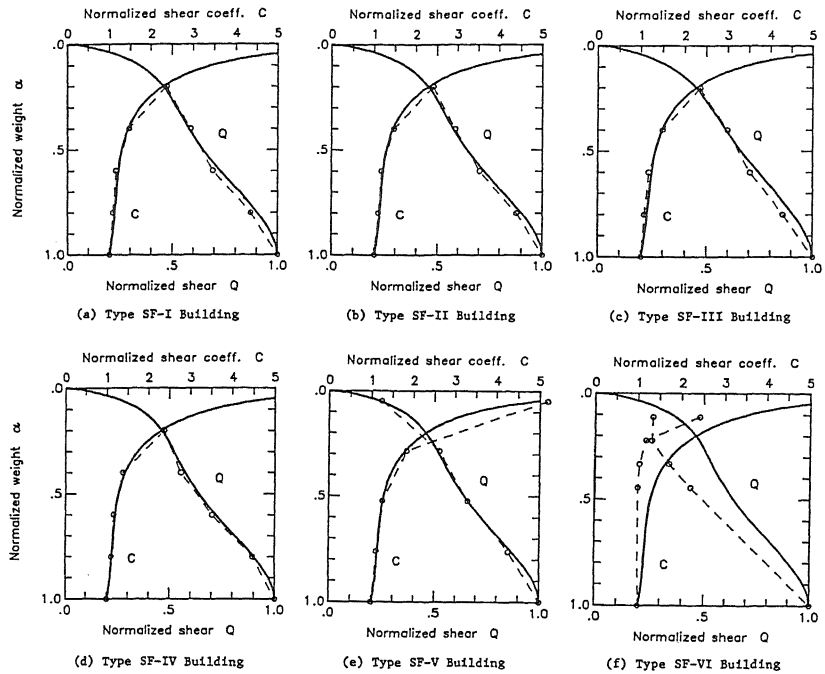 Normalized shear coeff. C
0 1 2 3 4 5
Normalized weight α
.0
.5
1.0
Q
C
.0 .5 1.0
Normalized shear Q
(a) Type SF-I Building
Normalized shear coeff. C
0 1 2 3 4 5
.0
.5
1.0
Q
C
.0 .5 1.0
Normalized shear Q
(b) Type SF-II Building
Normalized shear coeff. C
0 1 2 3 4 5
.0
.5
1.0
Q
C
.0 .5 1.0
Normalized shear Q
(c) Type SF-III Building
Normalized shear coeff. C
0 1 2 3 4 5
Normalized weight α
.0
.5
1.0
Q
C
.0 .5 1.0
Normalized shear Q
(d) Type SF-IV Building
Normalized shear coeff. C
0 1 2 3 4 5
.0
.5
1.0
Q
C
.0 .5 1.0
Normalized shear Q
(e) Type SF-V Building
Normalized shear coeff. C
0 1 2 3 4 5
.0
.5
1.0
Q
C
.0 .5 1.0
Normalized shear Q
(f) Type SF-VI Building